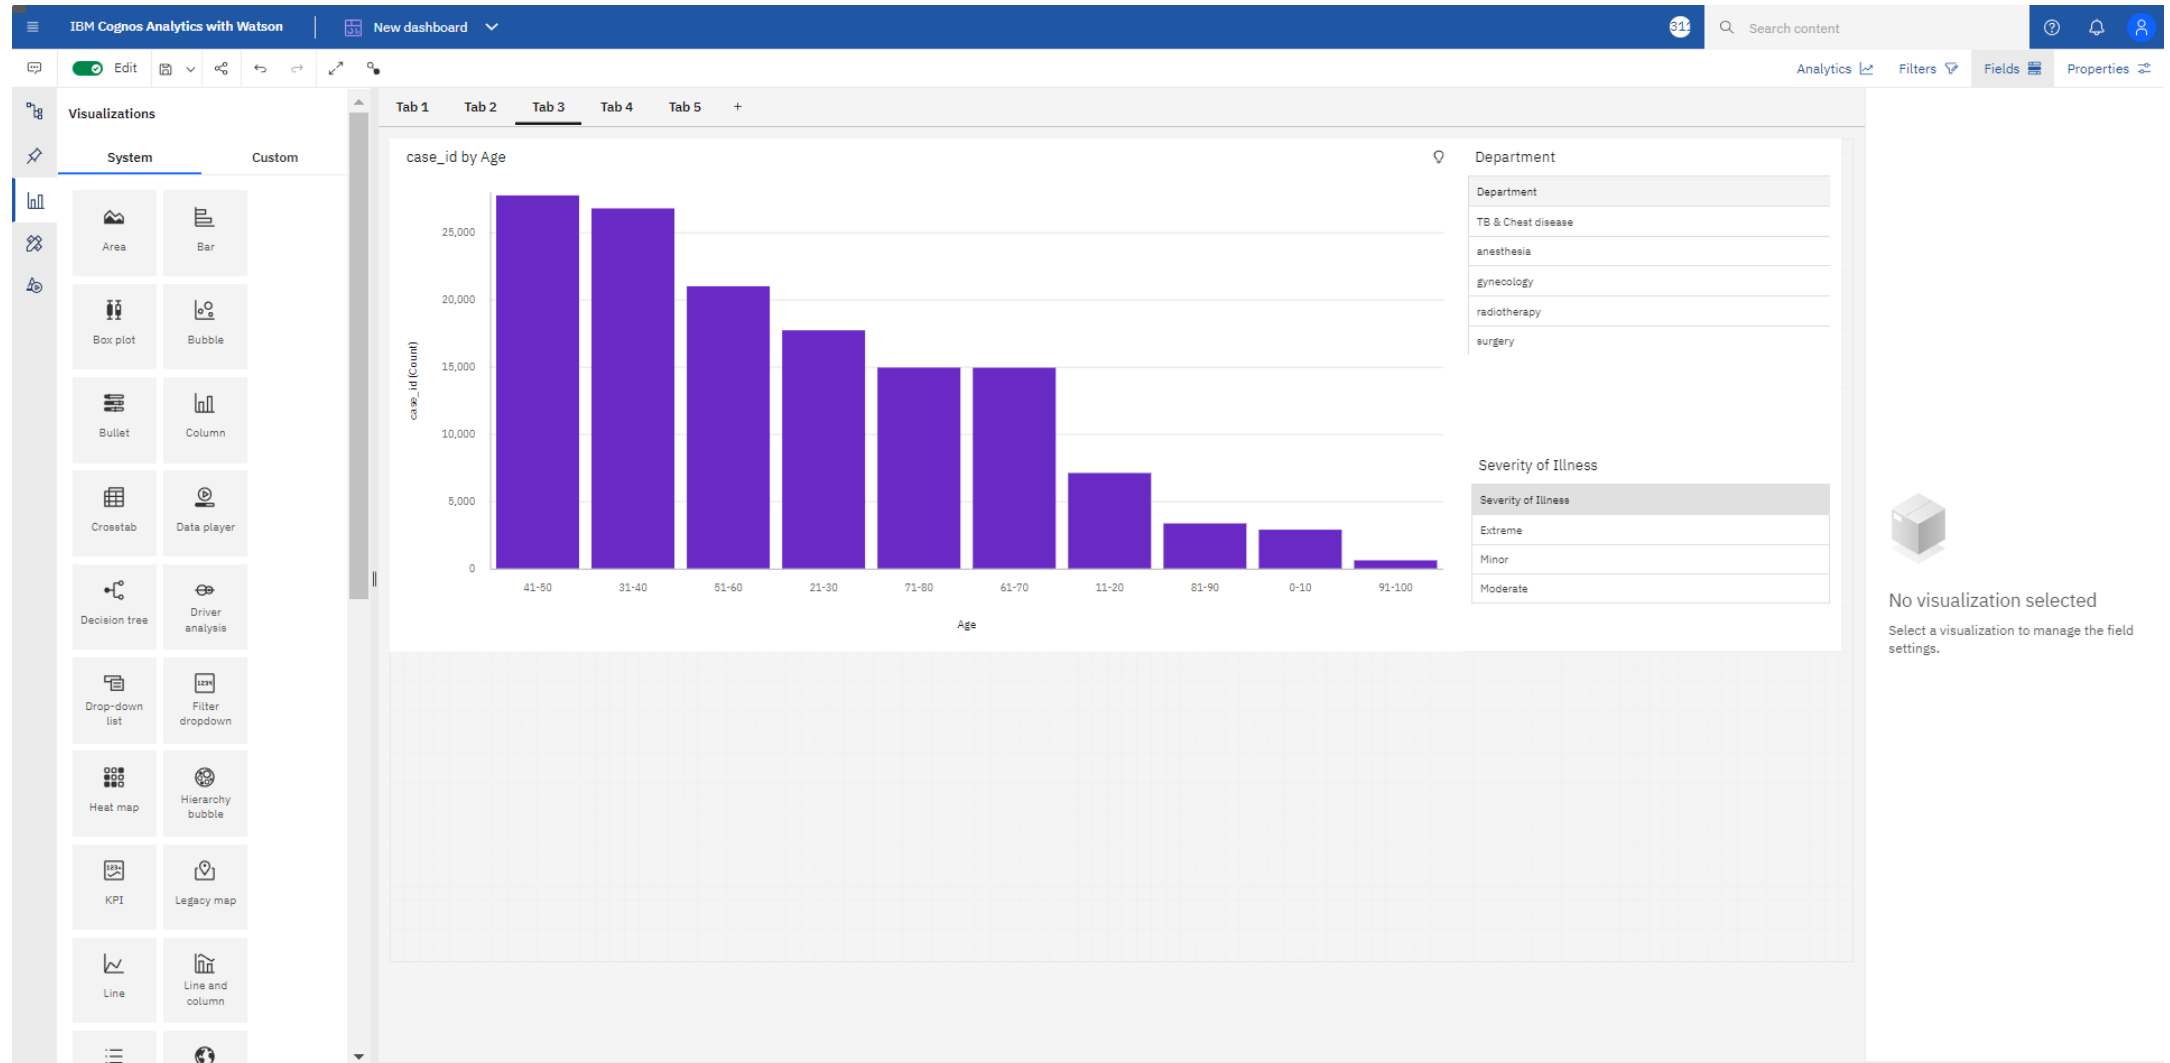 IBM Cognos Analytics with Watson
New dashboard
311
Search content
Edit
Analytics
Filters
Fields
Properties
Visualizations
System
Custom
Area
Bar
Box plot
Bubble
Bullet
Column
Crosstab
Data player
Decision tree
Driver
analysis
Drop-down
list
Filter
dropdown
Heat map
Hierarchy
bubble
KPI
Legacy map
Line
Line and
column
Tab 1
Tab 2
Tab 3
Tab 4
Tab 5
+
case_id by Age
case_id (Count)
25,000
20,000
15,000
10,000
5,000
0
41-50
31-40
51-60
21-30
71-80
61-70
11-20
81-90
0-10
91-100
Age
Department
Department
TB & Chest disease
anesthesia
gynecology
radiotherapy
surgery
Severity of Illness
Severity of Illness
Extreme
Minor
Moderate
No visualization selected
Select a visualization to manage the field
settings.